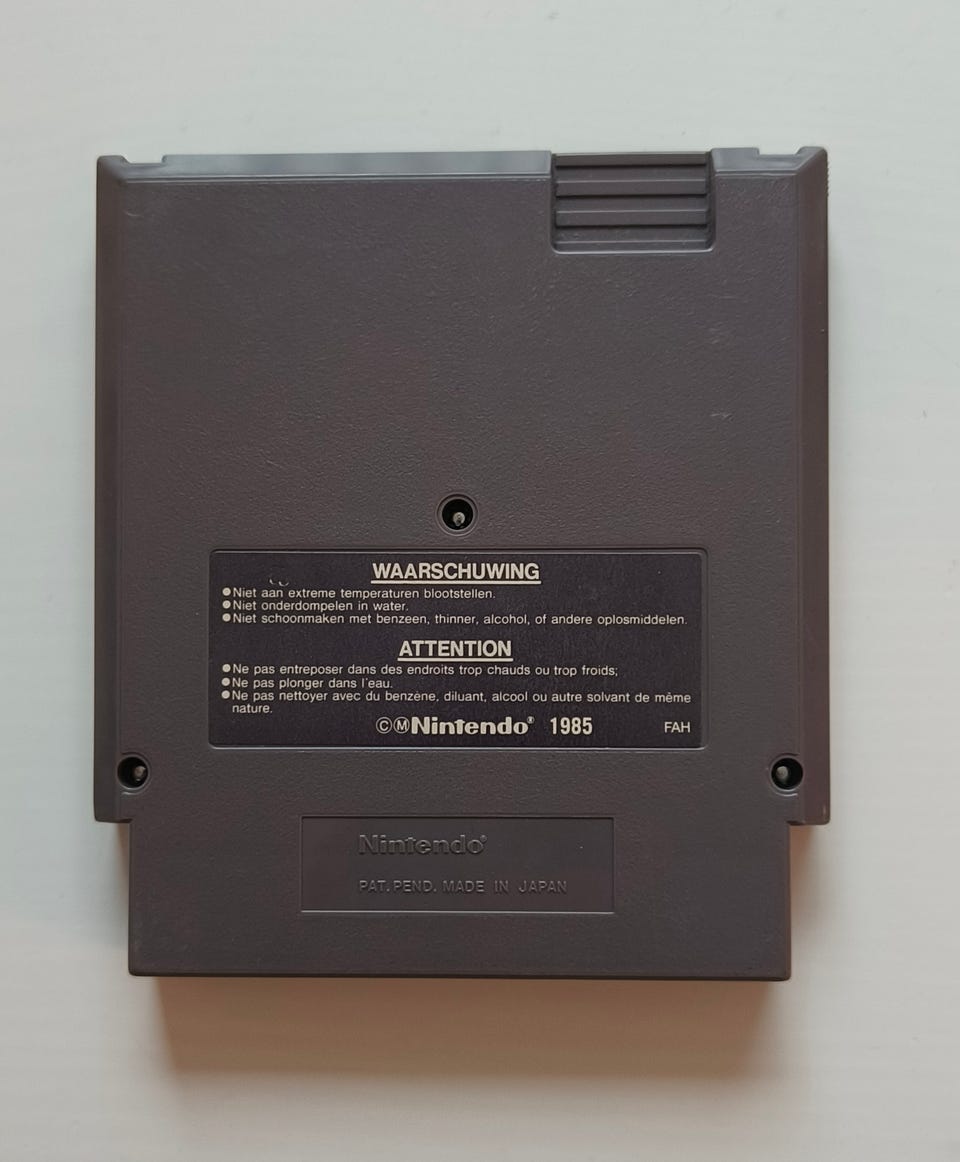 WAARSCHUWING
●Niet aan extreme temperaturen blootstellen.
●Niet onderdompelen in water.
●Niet schoonmaken met benzeen, thinner, alcohol, of andere oplosmiddelen.
ATTENTION
●Ne pas entreposer dans des endroits trop chauds ou trop froids;
●Ne pas plonger dans l'eau.
●Ne pas nettoyer avec du benzène, diluant, alcool ou autre solvant de même
nature.
©ⓂNintendo® 1985 FAH
Nintendo®
PAT. PEND. MADE IN JAPAN